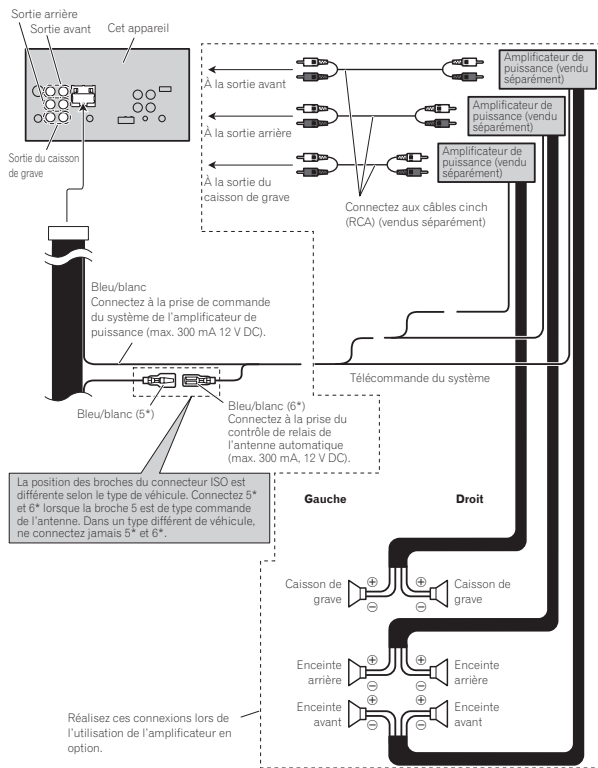 Sortie arrière
Sortie avant
Cet appareil
Sortie du caisson
de grave
À la sortie avant
À la sortie arrière
À la sortie du
caisson de grave
Amplificateur de
puissance (vendu
séparément)
Amplificateur de
puissance (vendu
séparément)
Amplificateur de
puissance (vendu
séparément)
Connectez aux câbles cinch
(RCA) (vendus séparément)
Bleu/blanc
Connectez à la prise de commande
du système de l'amplificateur de
puissance (max. 300 mA 12 V DC).
Télécommande du système
Bleu/blanc (5*)
Bleu/blanc (6*)
Connectez à la prise du
contrôle de relais de
l'antenne automatique
(max. 300 mA, 12 V DC).
La position des broches du connecteur ISO est
différente selon le type de véhicule. Connectez 5*
et 6* lorsque la broche 5 est de type commande
de l'antenne. Dans un type différent de véhicule,
ne connectez jamais 5* et 6*.
Gauche
Droit
Caisson de
grave
⊕
⊖
⊕
⊖
Caisson de
grave
Enceinte
arrière
⊕
⊖
⊕
⊖
Enceinte
arrière
Enceinte
avant
⊕
⊖
⊕
⊖
Enceinte
avant
Réalisez ces connexions lors de
l'utilisation de l'amplificateur en
option.